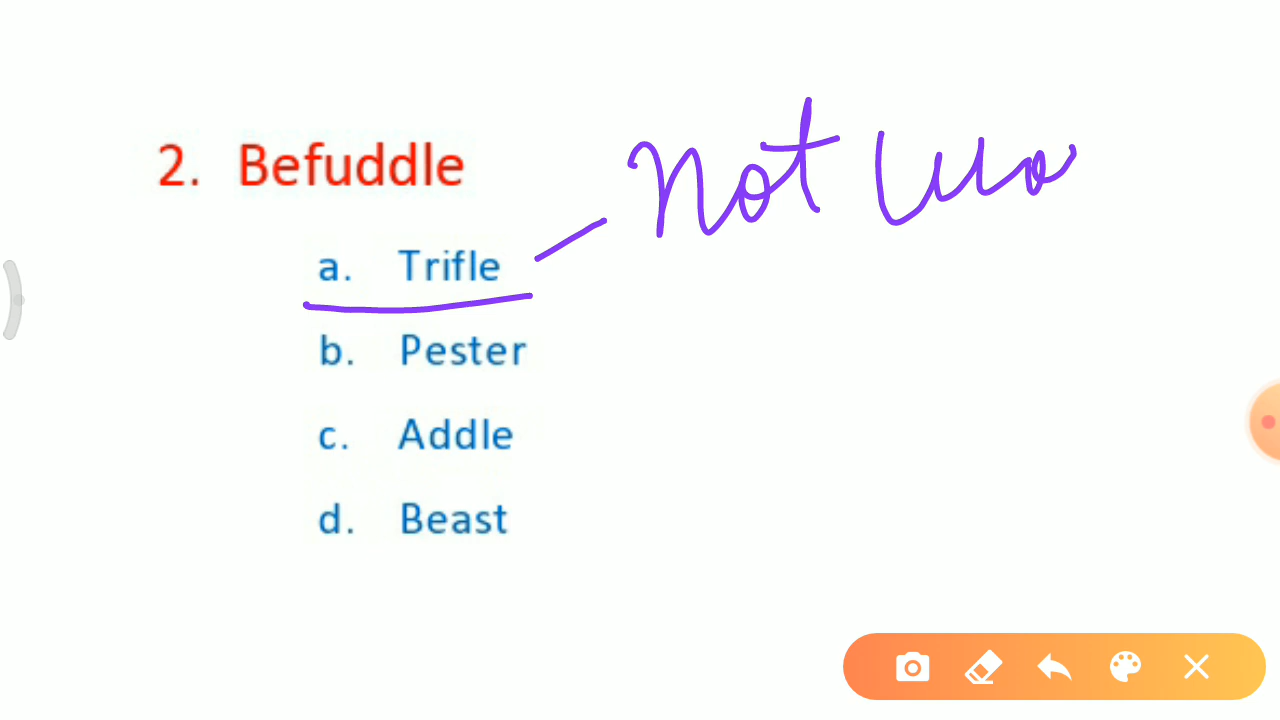 2. Befuddle
not
a. Trifle
b. Pester
c. Addle
d. Beast